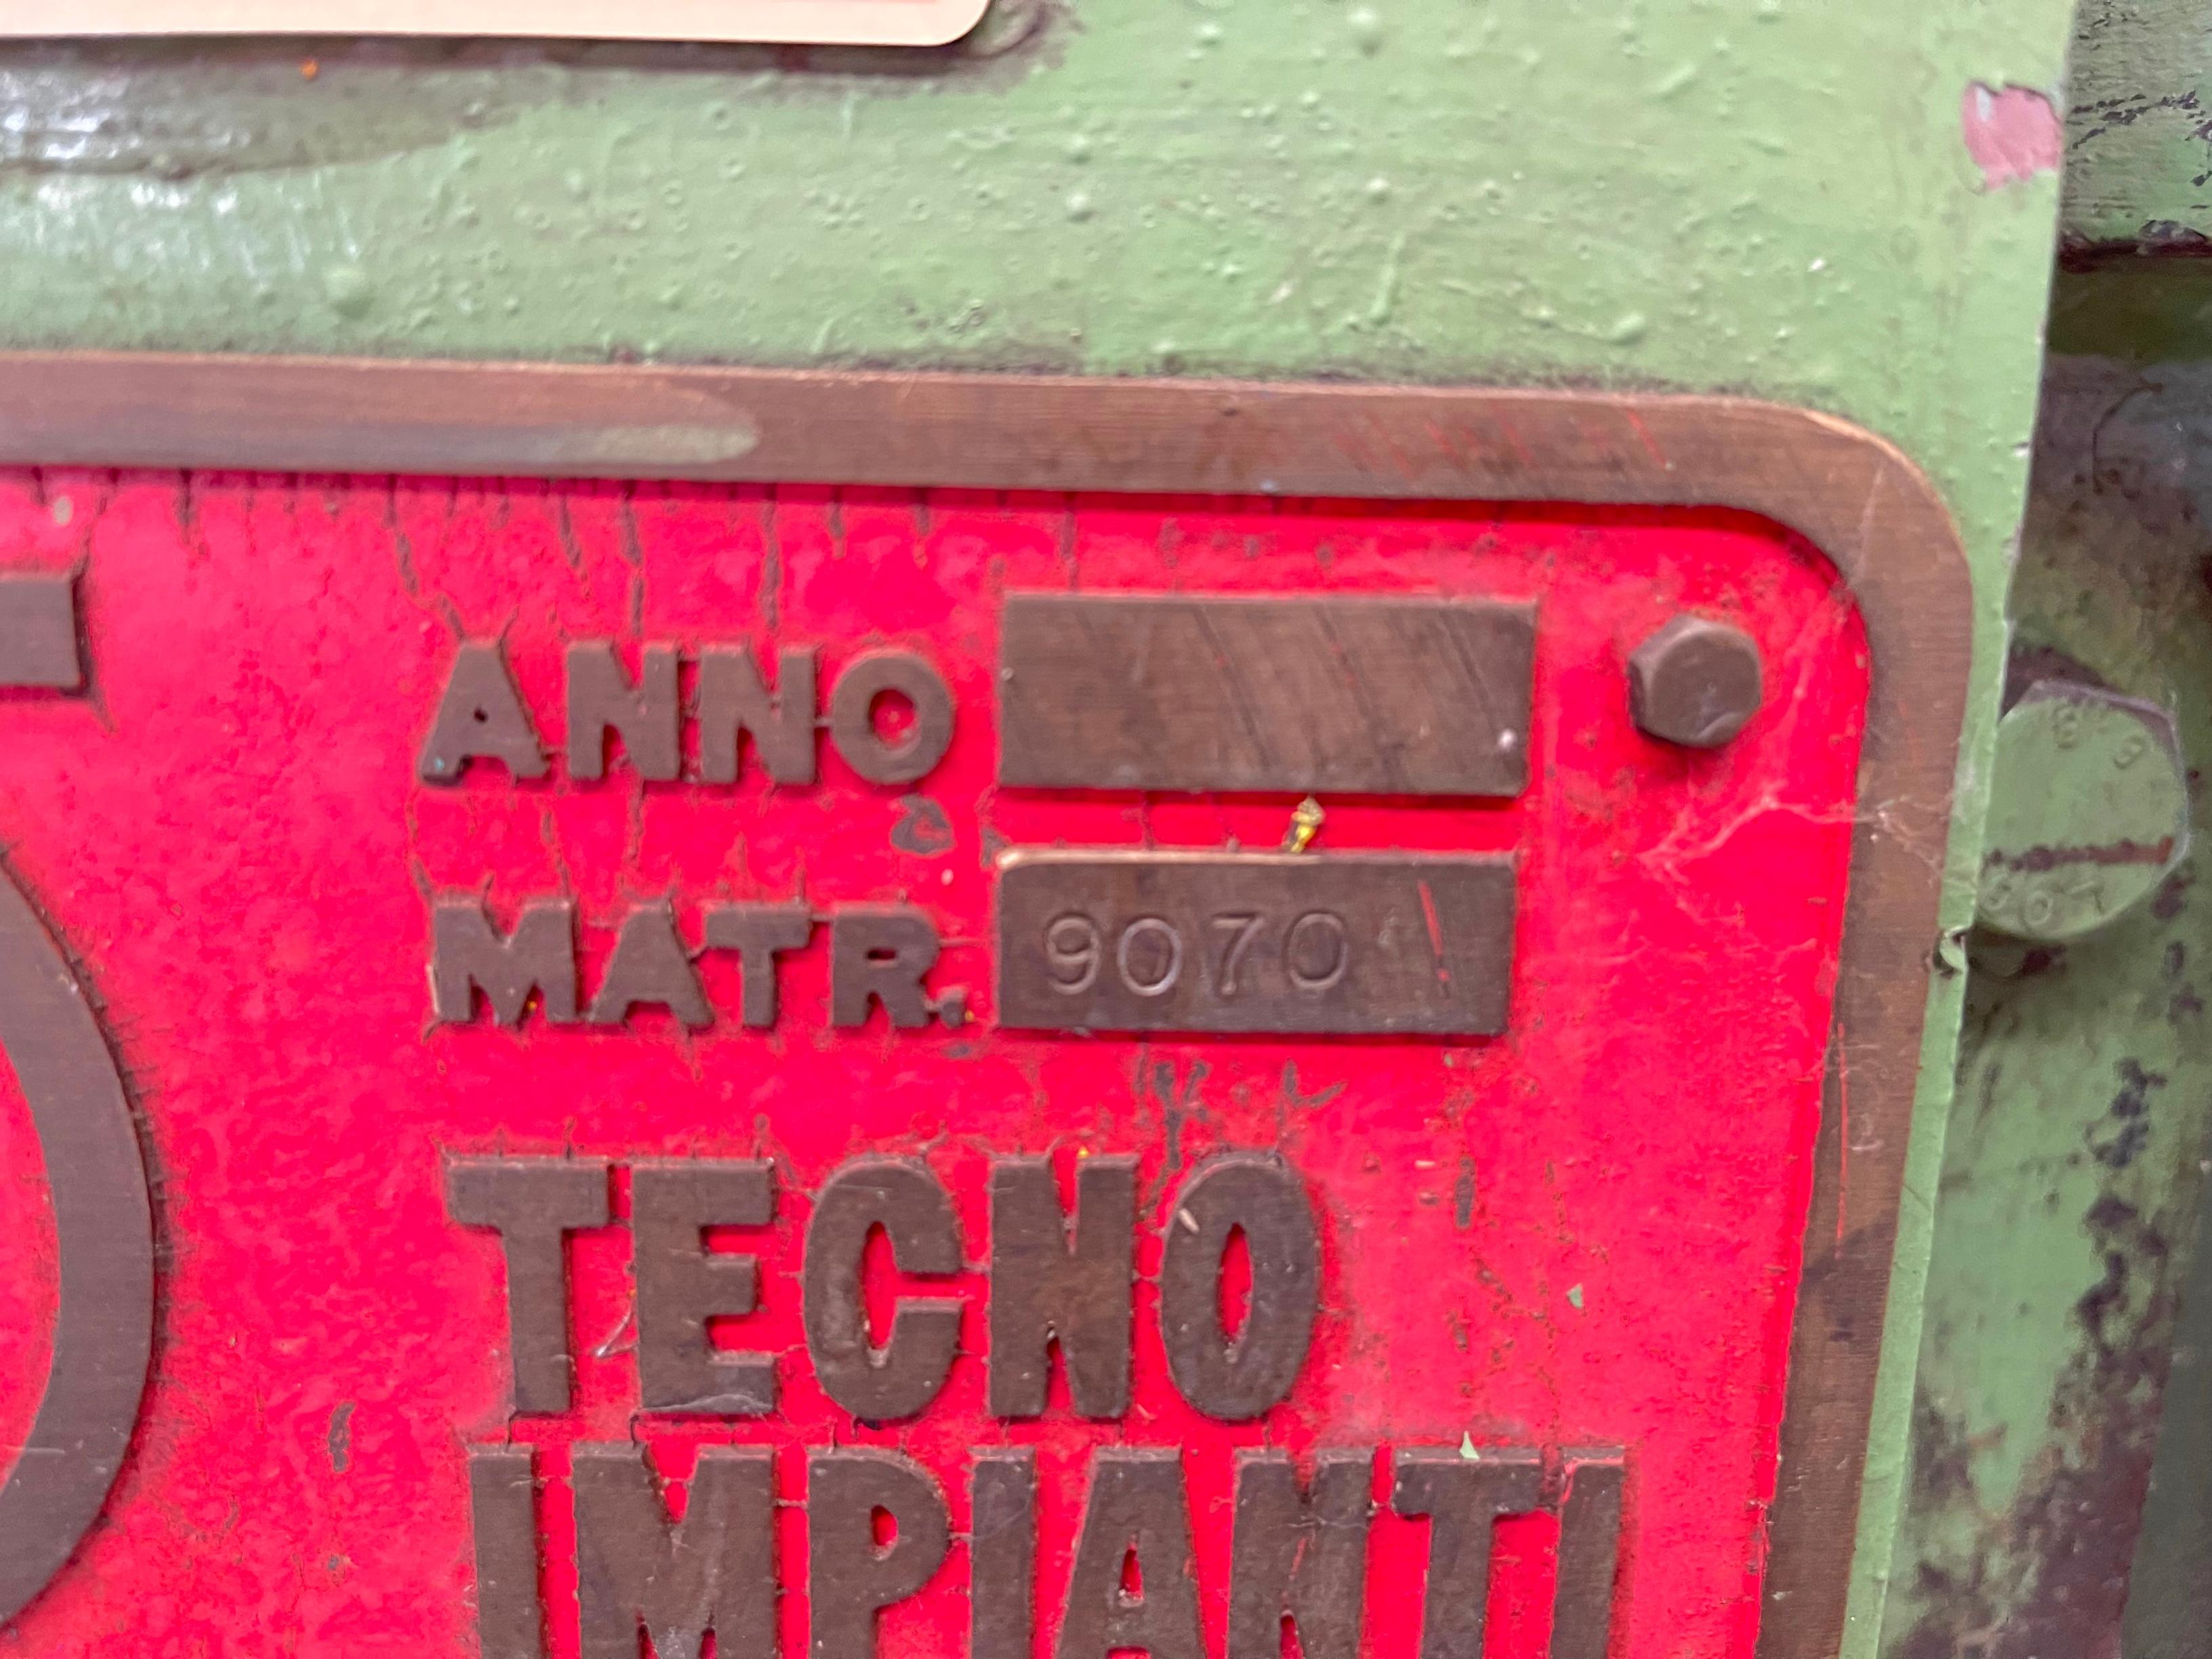 ANNO
MATR. 9070
TECNO
IMPIANTI